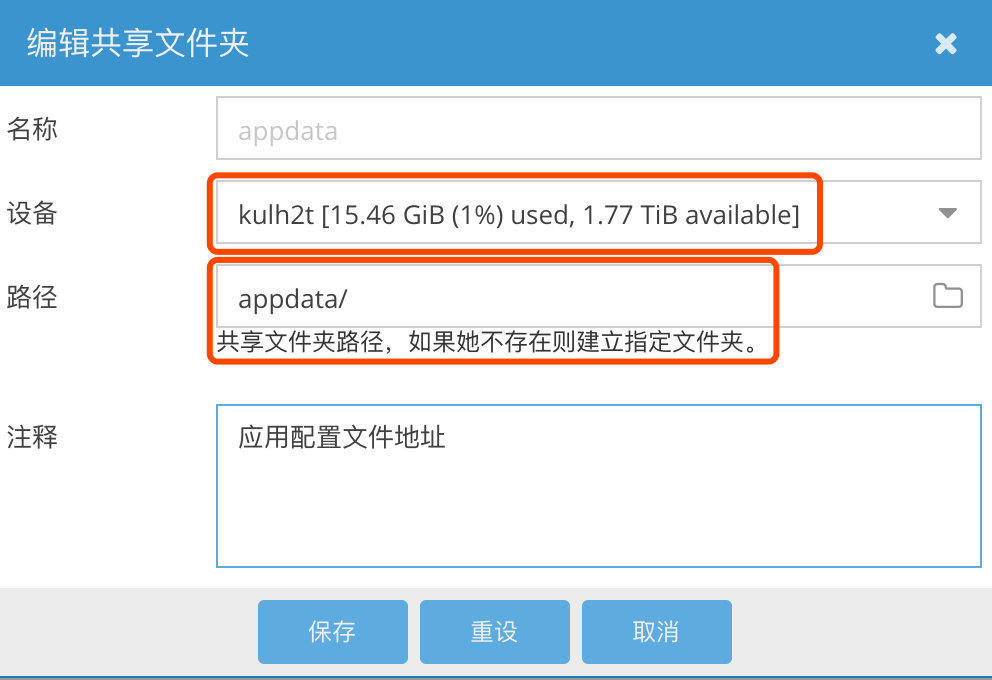 编辑共享文件夹
名称
appdata
设备
kulh2t [15.46 GiB (1%) used, 1.77 TiB available]
路径
appdata/
共享文件夹路径，如果她不存在则建立指定文件夹。
注释
应用配置文件地址
保存 重设 取消